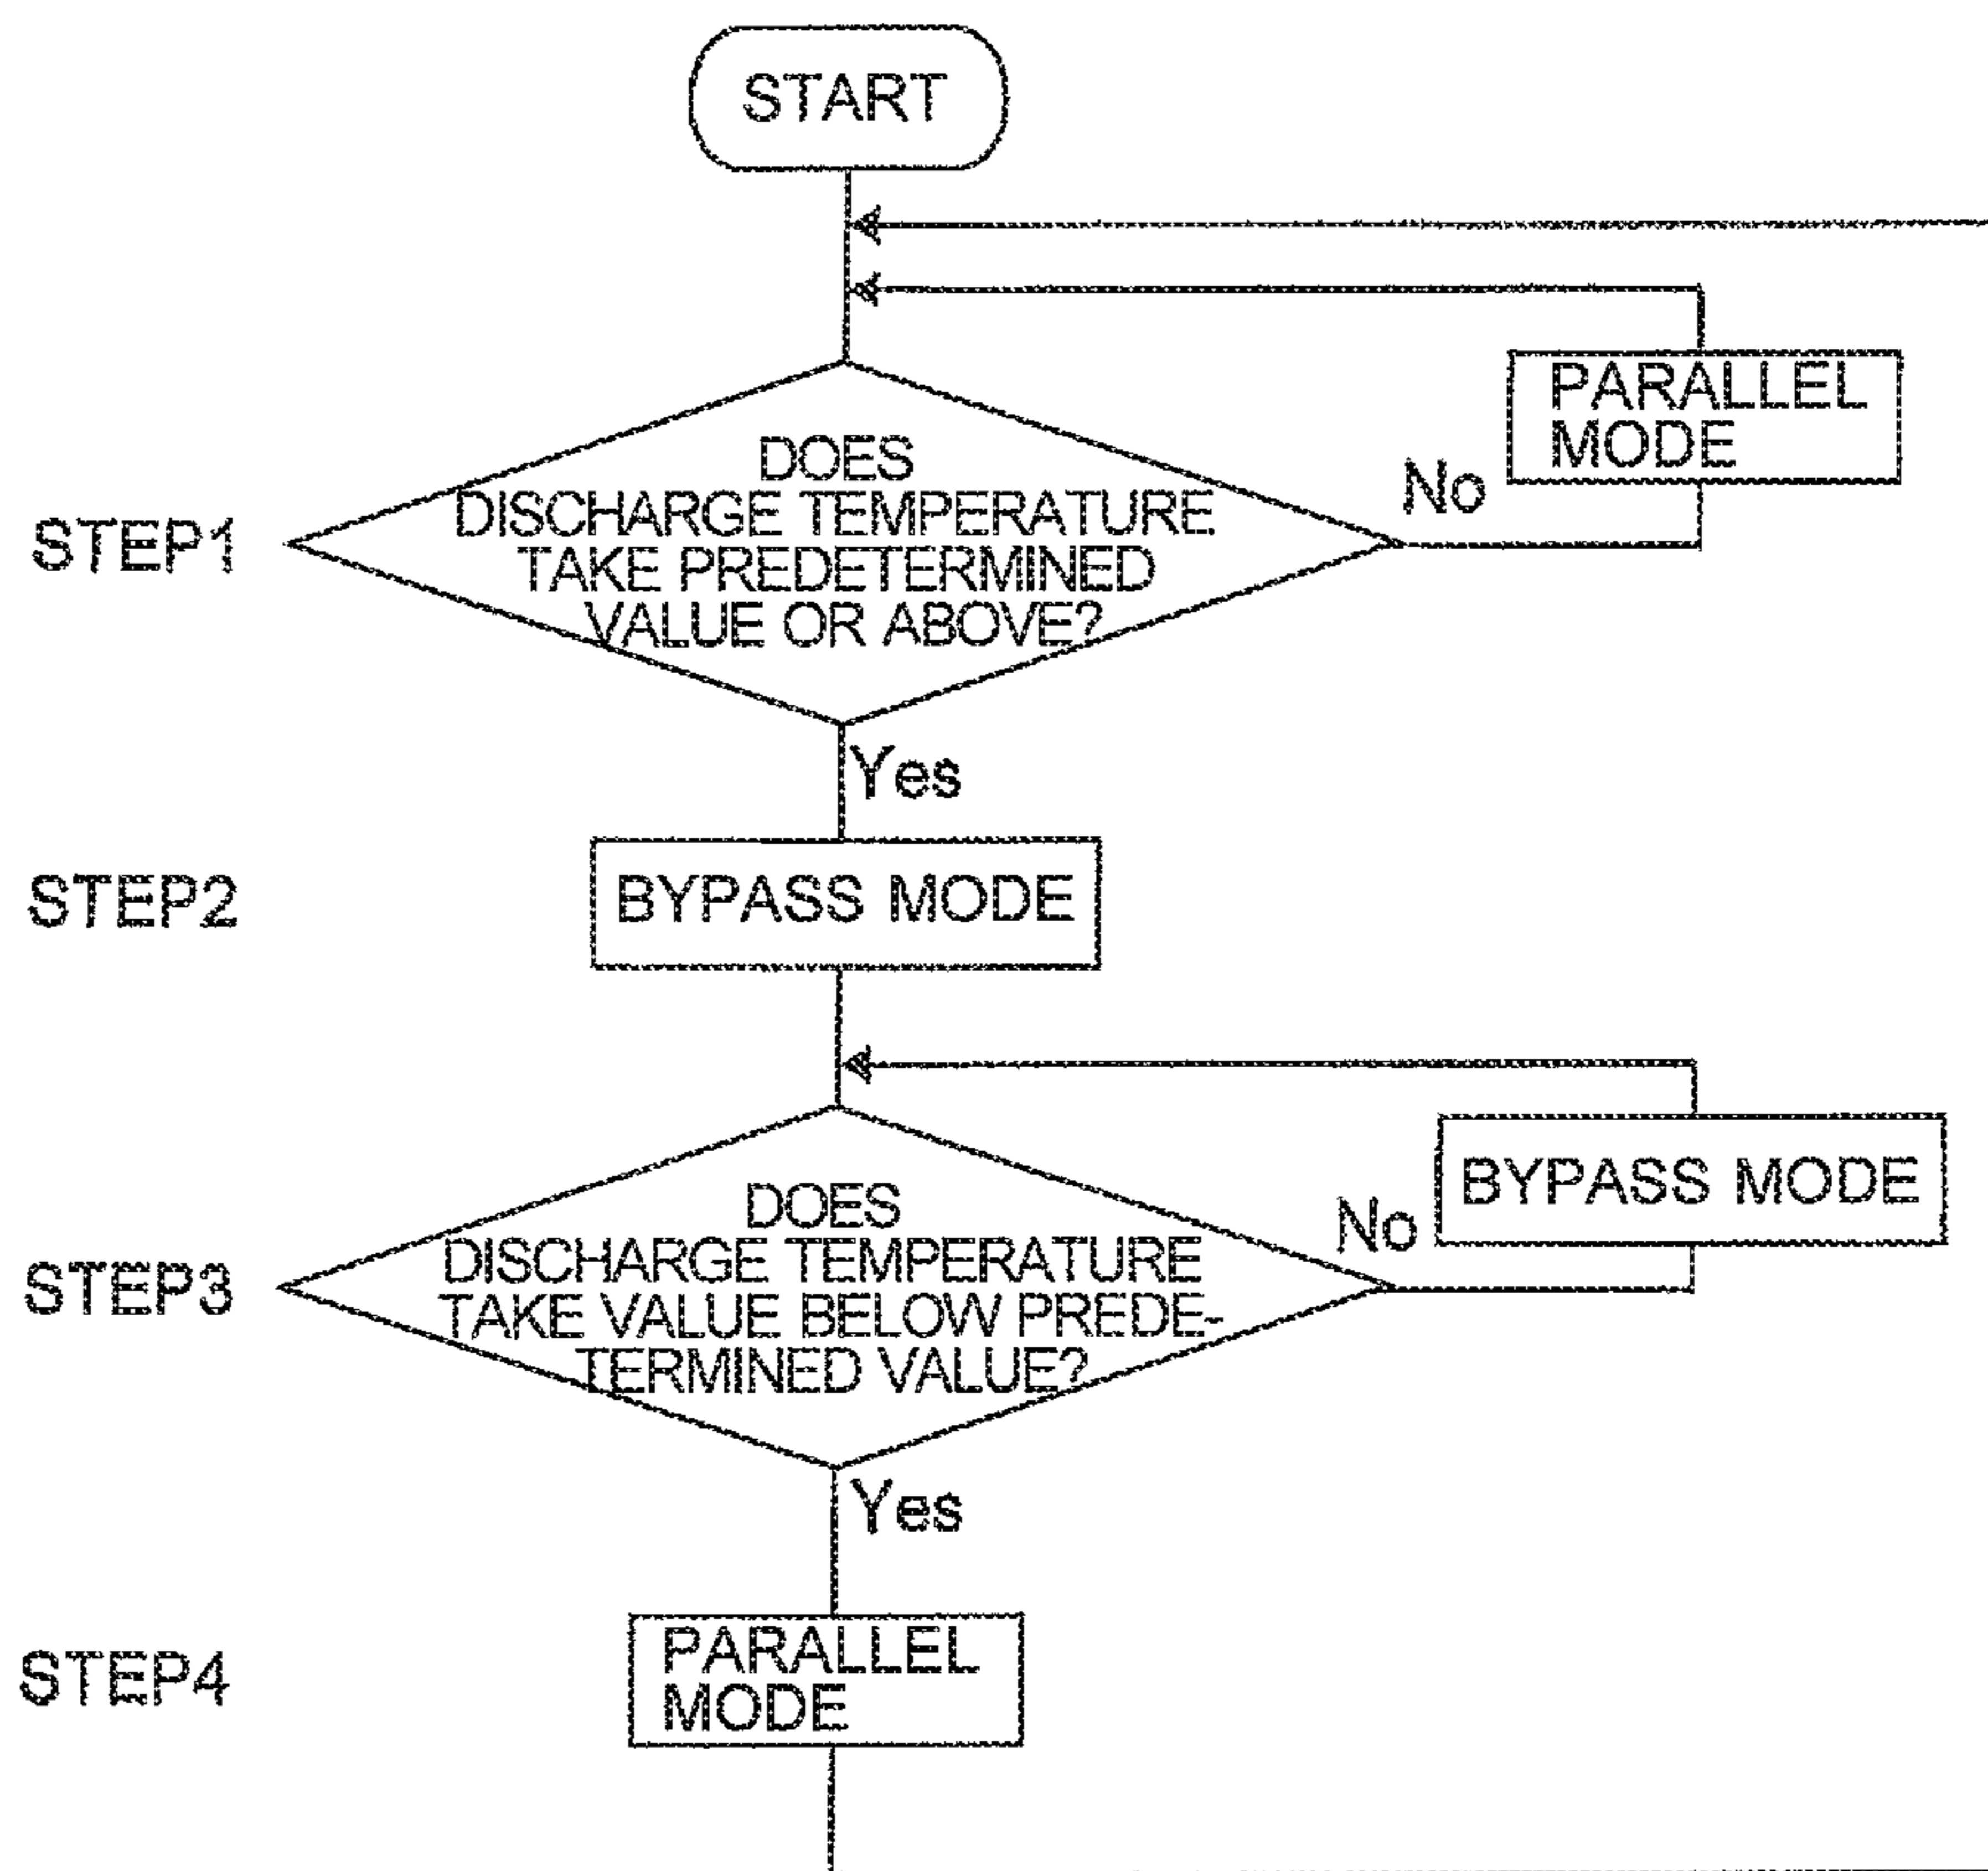 START
PARALLEL
MODE
DOES
DISCHARGE TEMPERATURE
TAKE PREDETERMINED
VALUE OR ABOVE?
No
STEP1
Yes
STEP2
BYPASS MODE
BYPASS MODE
DOES
DISCHARGE TEMPERATURE
TAKE VALUE BELOW PREDE-
TERMINED VALUE?
No
STEP3
Yes
STEP4
PARALLEL
MODE